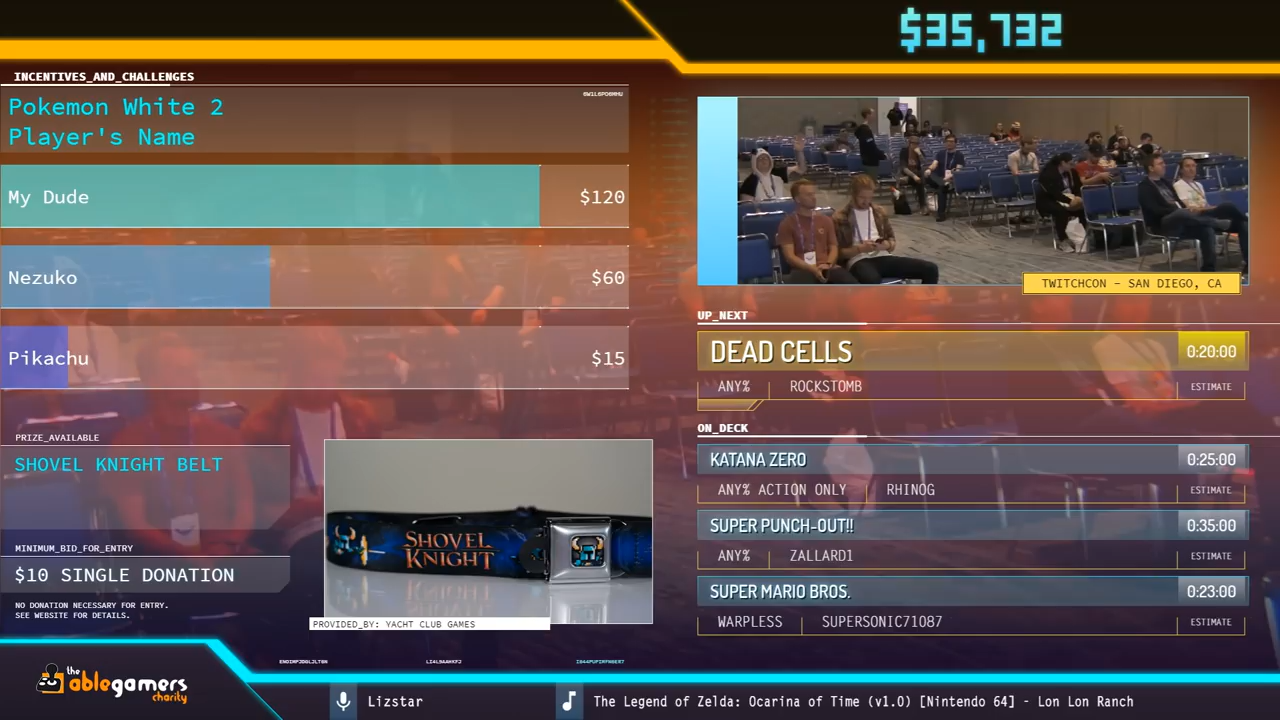 $35,732
INCENTIVES_AND_CHALLENGES
Pokemon White 2
Player's Name
My Dude
$120
Nezuko
$60
Pikachu
$15
PRIZE_AVAILABLE
SHOVEL KNIGHT BELT
MINIMUM_BID_FOR_ENTRY
$10 SINGLE DONATION
NO DONATION NECESSARY FOR ENTRY.
SEE WEBSITE FOR DETAILS.
SHOVEL
KNIGHT
PROVIDED_BY: YACHT CLUB GAMES
TWITCHCON - SAN DIEGO, CA
UP_NEXT
DEAD CELLS
0:20:00
ANY%
ROCKSTOMB
ESTIMATE
ON_DECK
KATANA ZERO
0:25:00
ANY% ACTION ONLY
RHINOG
ESTIMATE
SUPER PUNCH-OUT!!
0:35:00
ANY%
ZALLARD1
ESTIMATE
SUPER MARIO BROS.
0:23:00
WARPLESS
SUPERSONIC71087
ESTIMATE
the
ablegamers
charity
Lizstar
The Legend of Zelda: Ocarina of Time (v1.0) [Nintendo 64] - Lon Lon Ranch